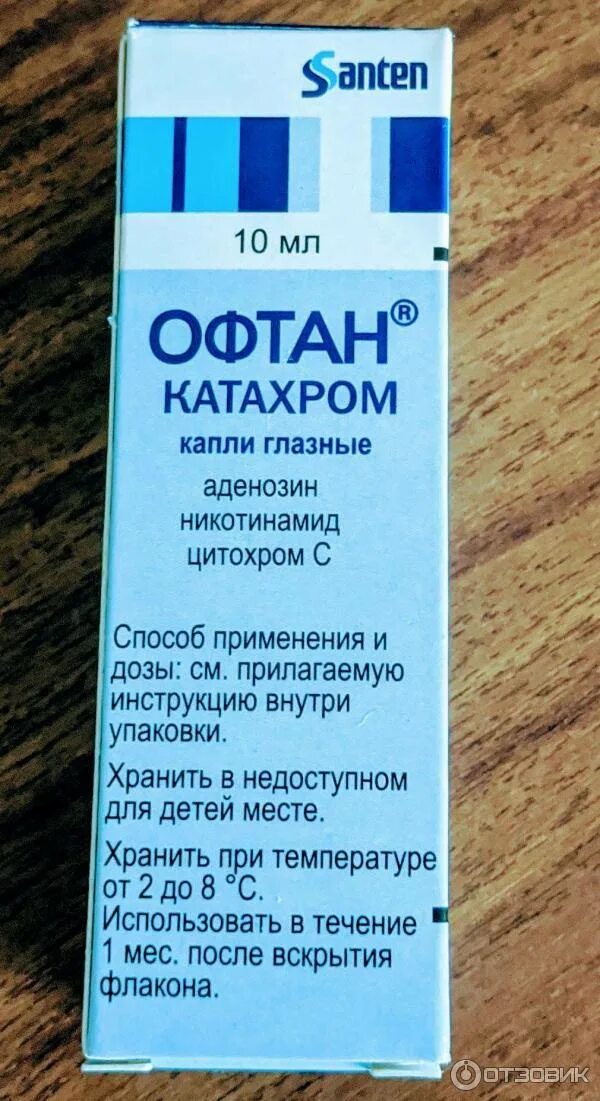 Santen
10 мл
ОФТАН®
КАТАХРОМ
капли глазные
аденозин
никотинамид
цитохром С
Способ применения и
дозы: см. прилагаемую
инструкцию внутри
упаковки.
Хранить в недоступном
для детей месте.
Хранить при температуре
от 2 до 8 °С.
Использовать в течение
1 мес. после вскрытия
флакона.
ОТЗОВИК